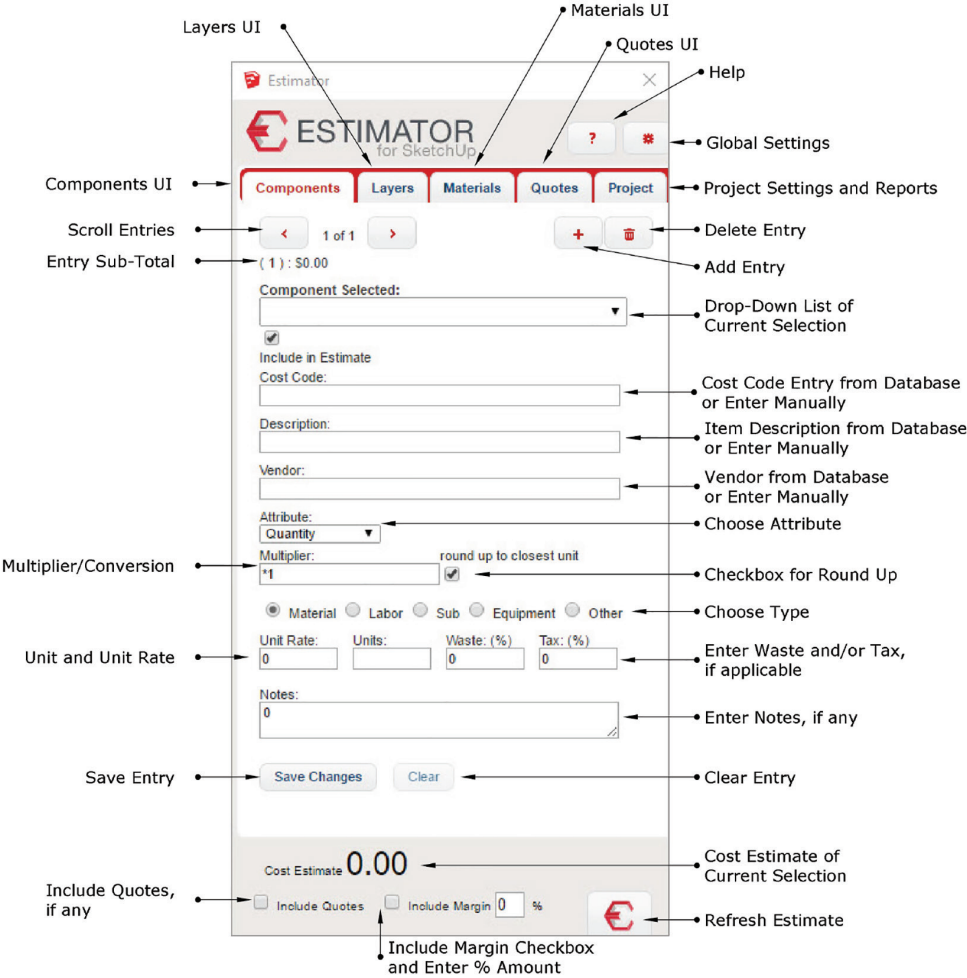 Materials UI
Layers UI
Quotes UI
Help
Estimator
ESTIMATOR
for SketchUp
?
Global Settings
Components UI
Components
Layers
Materials
Quotes
Project
Project Settings and Reports
Scroll Entries
< 1 of 1 >
+
Delete Entry
Entry Sub-Total
( 1 ) : $0.00
Add Entry
Component Selected:
Drop-Down List of
Current Selection
Include in Estimate
Cost Code:
Cost Code Entry from Database
or Enter Manually
Description:
Item Description from Database
or Enter Manually
Vendor:
Vendor from Database
or Enter Manually
Attribute:
Quantity
Choose Attribute
Multiplier/Conversion
Multiplier:
*1
round up to closest unit
Checkbox for Round Up
Material Labor Sub Equipment Other
Choose Type
Unit and Unit Rate
Unit Rate: Units: Waste: (%) Tax: (%)
0 0 0
Enter Waste and/or Tax,
if applicable
Notes:
0
Enter Notes, if any
Save Entry
Save Changes
Clear
Clear Entry
Cost Estimate 0.00
Cost Estimate of
Current Selection
Include Quotes,
if any
Include Quotes
Include Margin 0 %
Refresh Estimate
Include Margin Checkbox
and Enter % Amount